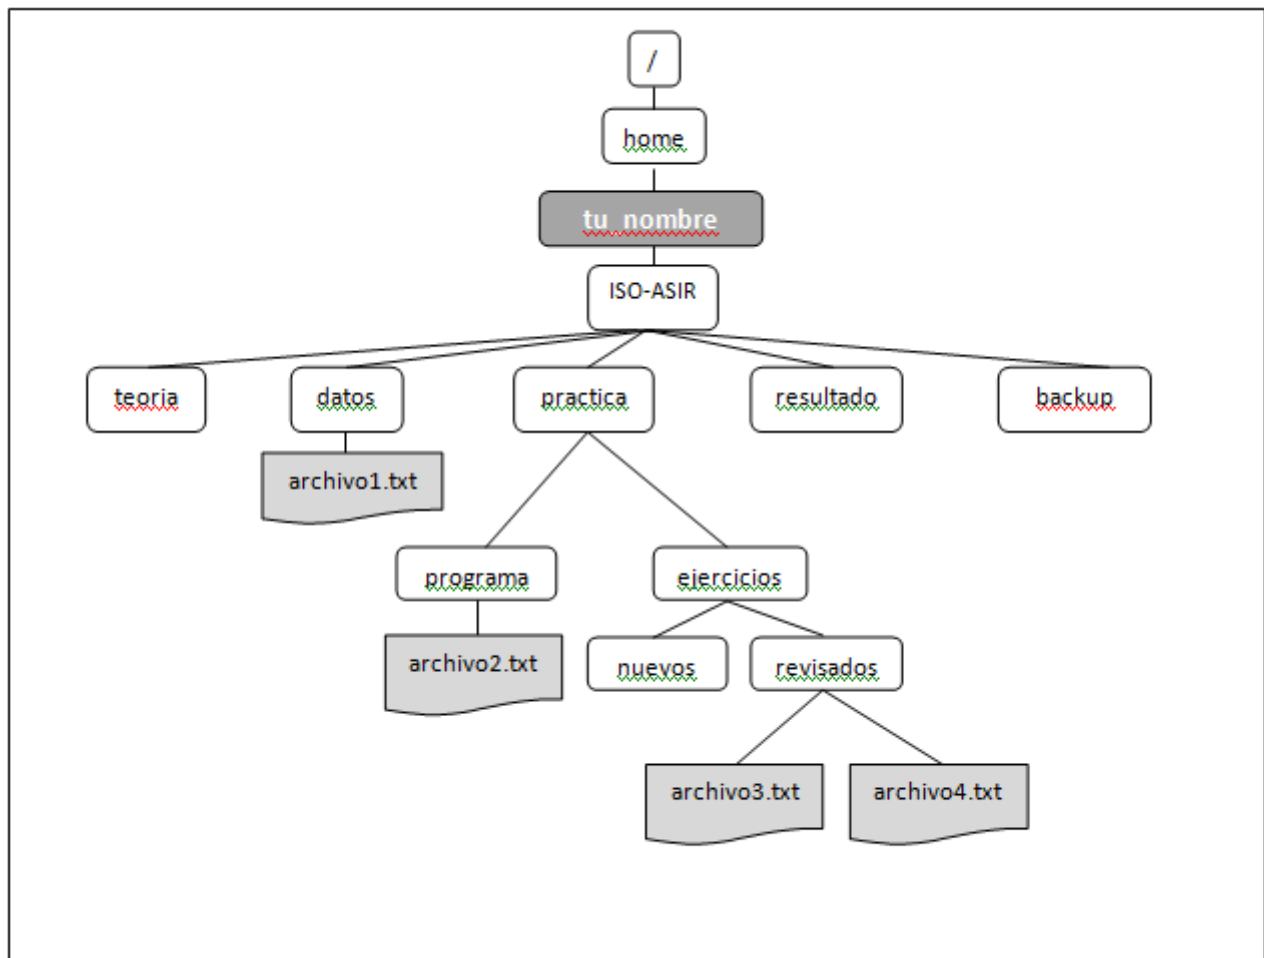 /
home
tu_nombre
ISO-ASIR
teoria
datos
practica
resultado
backup
archivo1.txt
programa
ejercicios
archivo2.txt
nuevos
revisados
archivo3.txt
archivo4.txt